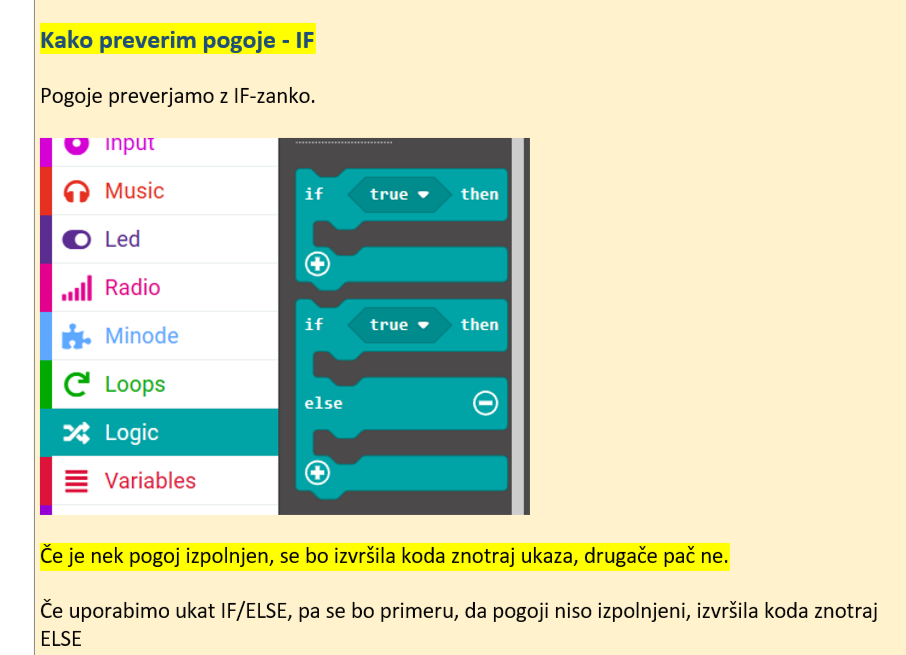 Kako preverim pogoje - IF
Pogoje preverjamo z IF-zanko.
Input
Music
Led
Radio
Minode
Loops
Logic
Variables
if true then
if true then
else
Če je nek pogoj izpolnjen, se bo izvršila koda znotraj ukaza, drugače pač ne.
Če uporabimo ukat IF/ELSE, pa se bo primeru, da pogoji niso izpolnjeni, izvršila koda znotraj
ELSE